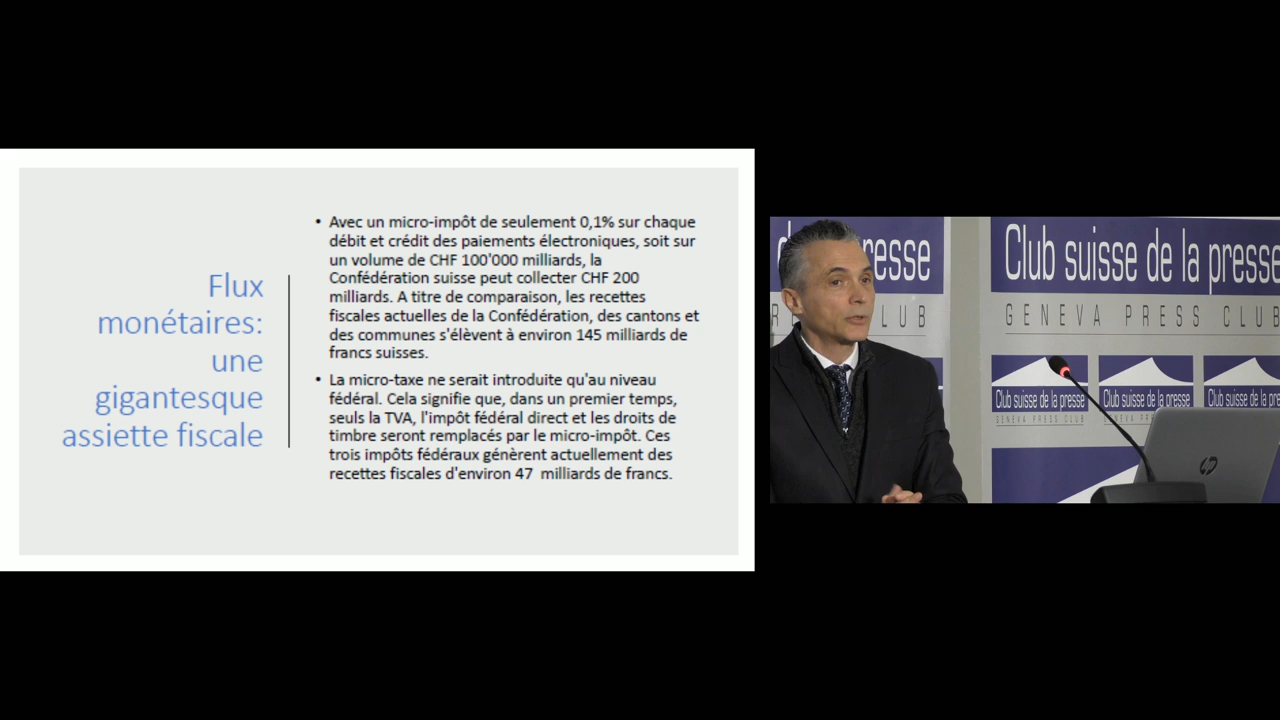 Flux
monétaires:
une
gigantesque
assiette fiscale
• Avec un micro-impôt de seulement 0,1% sur chaque
débit et crédit des paiements électroniques, soit sur
un volume de CHF 100'000 milliards, la
Confédération suisse peut collecter CHF 200
milliards. A titre de comparaison, les recettes
fiscales actuelles de la Confédération, des cantons et
des communes s'élèvent à environ 145 milliards de
francs suisses.
• La micro-taxe ne serait introduite qu'au niveau
fédéral. Cela signifie que, dans un premier temps,
seuls la TVA, l'impôt fédéral direct et les droits de
timbre seront remplacés par le micro-impôt. Ces
trois impôts fédéraux génèrent actuellement des
recettes fiscales d'environ 47 milliards de francs.
de la presse
LUB
Club suisse de la presse
GENEVA PRESS CLUB
Club suisse de la presse
GENEVA PRESS CLUB
Club suisse de la presse
Club suisse de la pre
hp